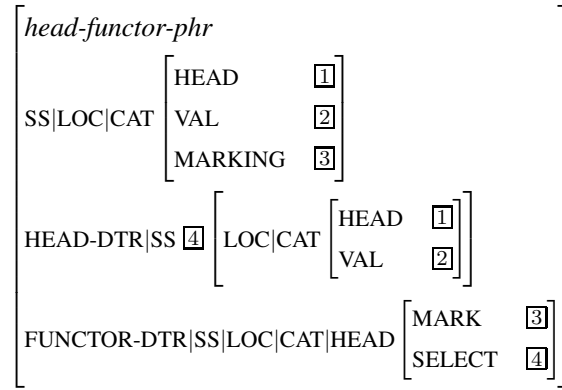 head-functor-phr
HEAD 1
SS|LOC|CAT VAL 2
MARKING 3
HEAD 1
HEAD-DTR|SS 4 LOC|CAT
VAL 2
MARK 3
FUNCTOR-DTR|SS|LOC|CAT|HEAD
SELECT 4